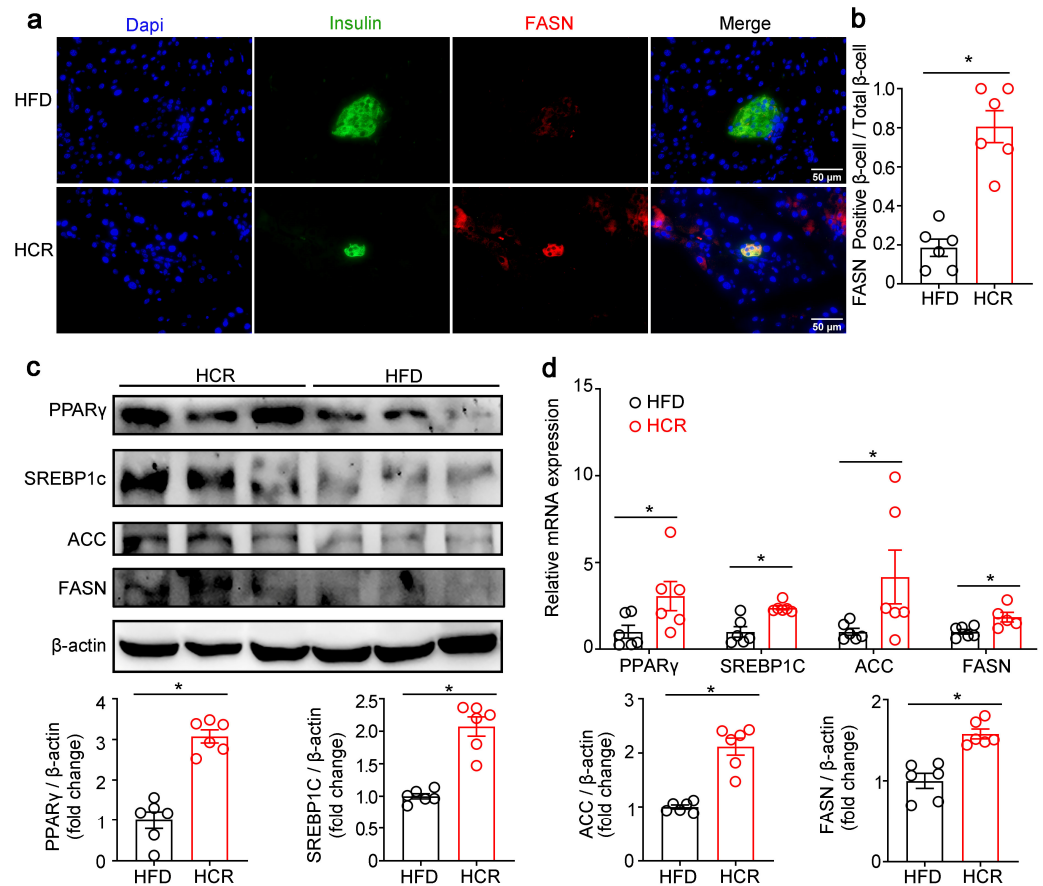 a
Dapi
Insulin
FASN
Merge
HFD
50 μm
HCR
50 μm
b
FASN Positive β-cell / Total β-cell
1.0
0.8
0.6
0.4
0.2
0.0
*
HFD
HCR
c
HCR
HFD
PPARγ
SREBP1c
ACC
FASN
β-actin
d
Relative mRNA expression
15
10
5
0
HFD
HCR
*
*
*
*
PPARγ
SREBP1C
ACC
FASN
PPARγ / β-actin
(fold change)
4
3
2
1
0
*
HFD
HCR
SREBP1C / β-actin
(fold change)
2.5
2.0
1.5
1.0
0.5
0.0
*
HFD
HCR
ACC / β-actin
(fold change)
3
2
1
0
*
HFD
HCR
FASN / β-actin
(fold change)
2
1
0
*
HFD
HCR